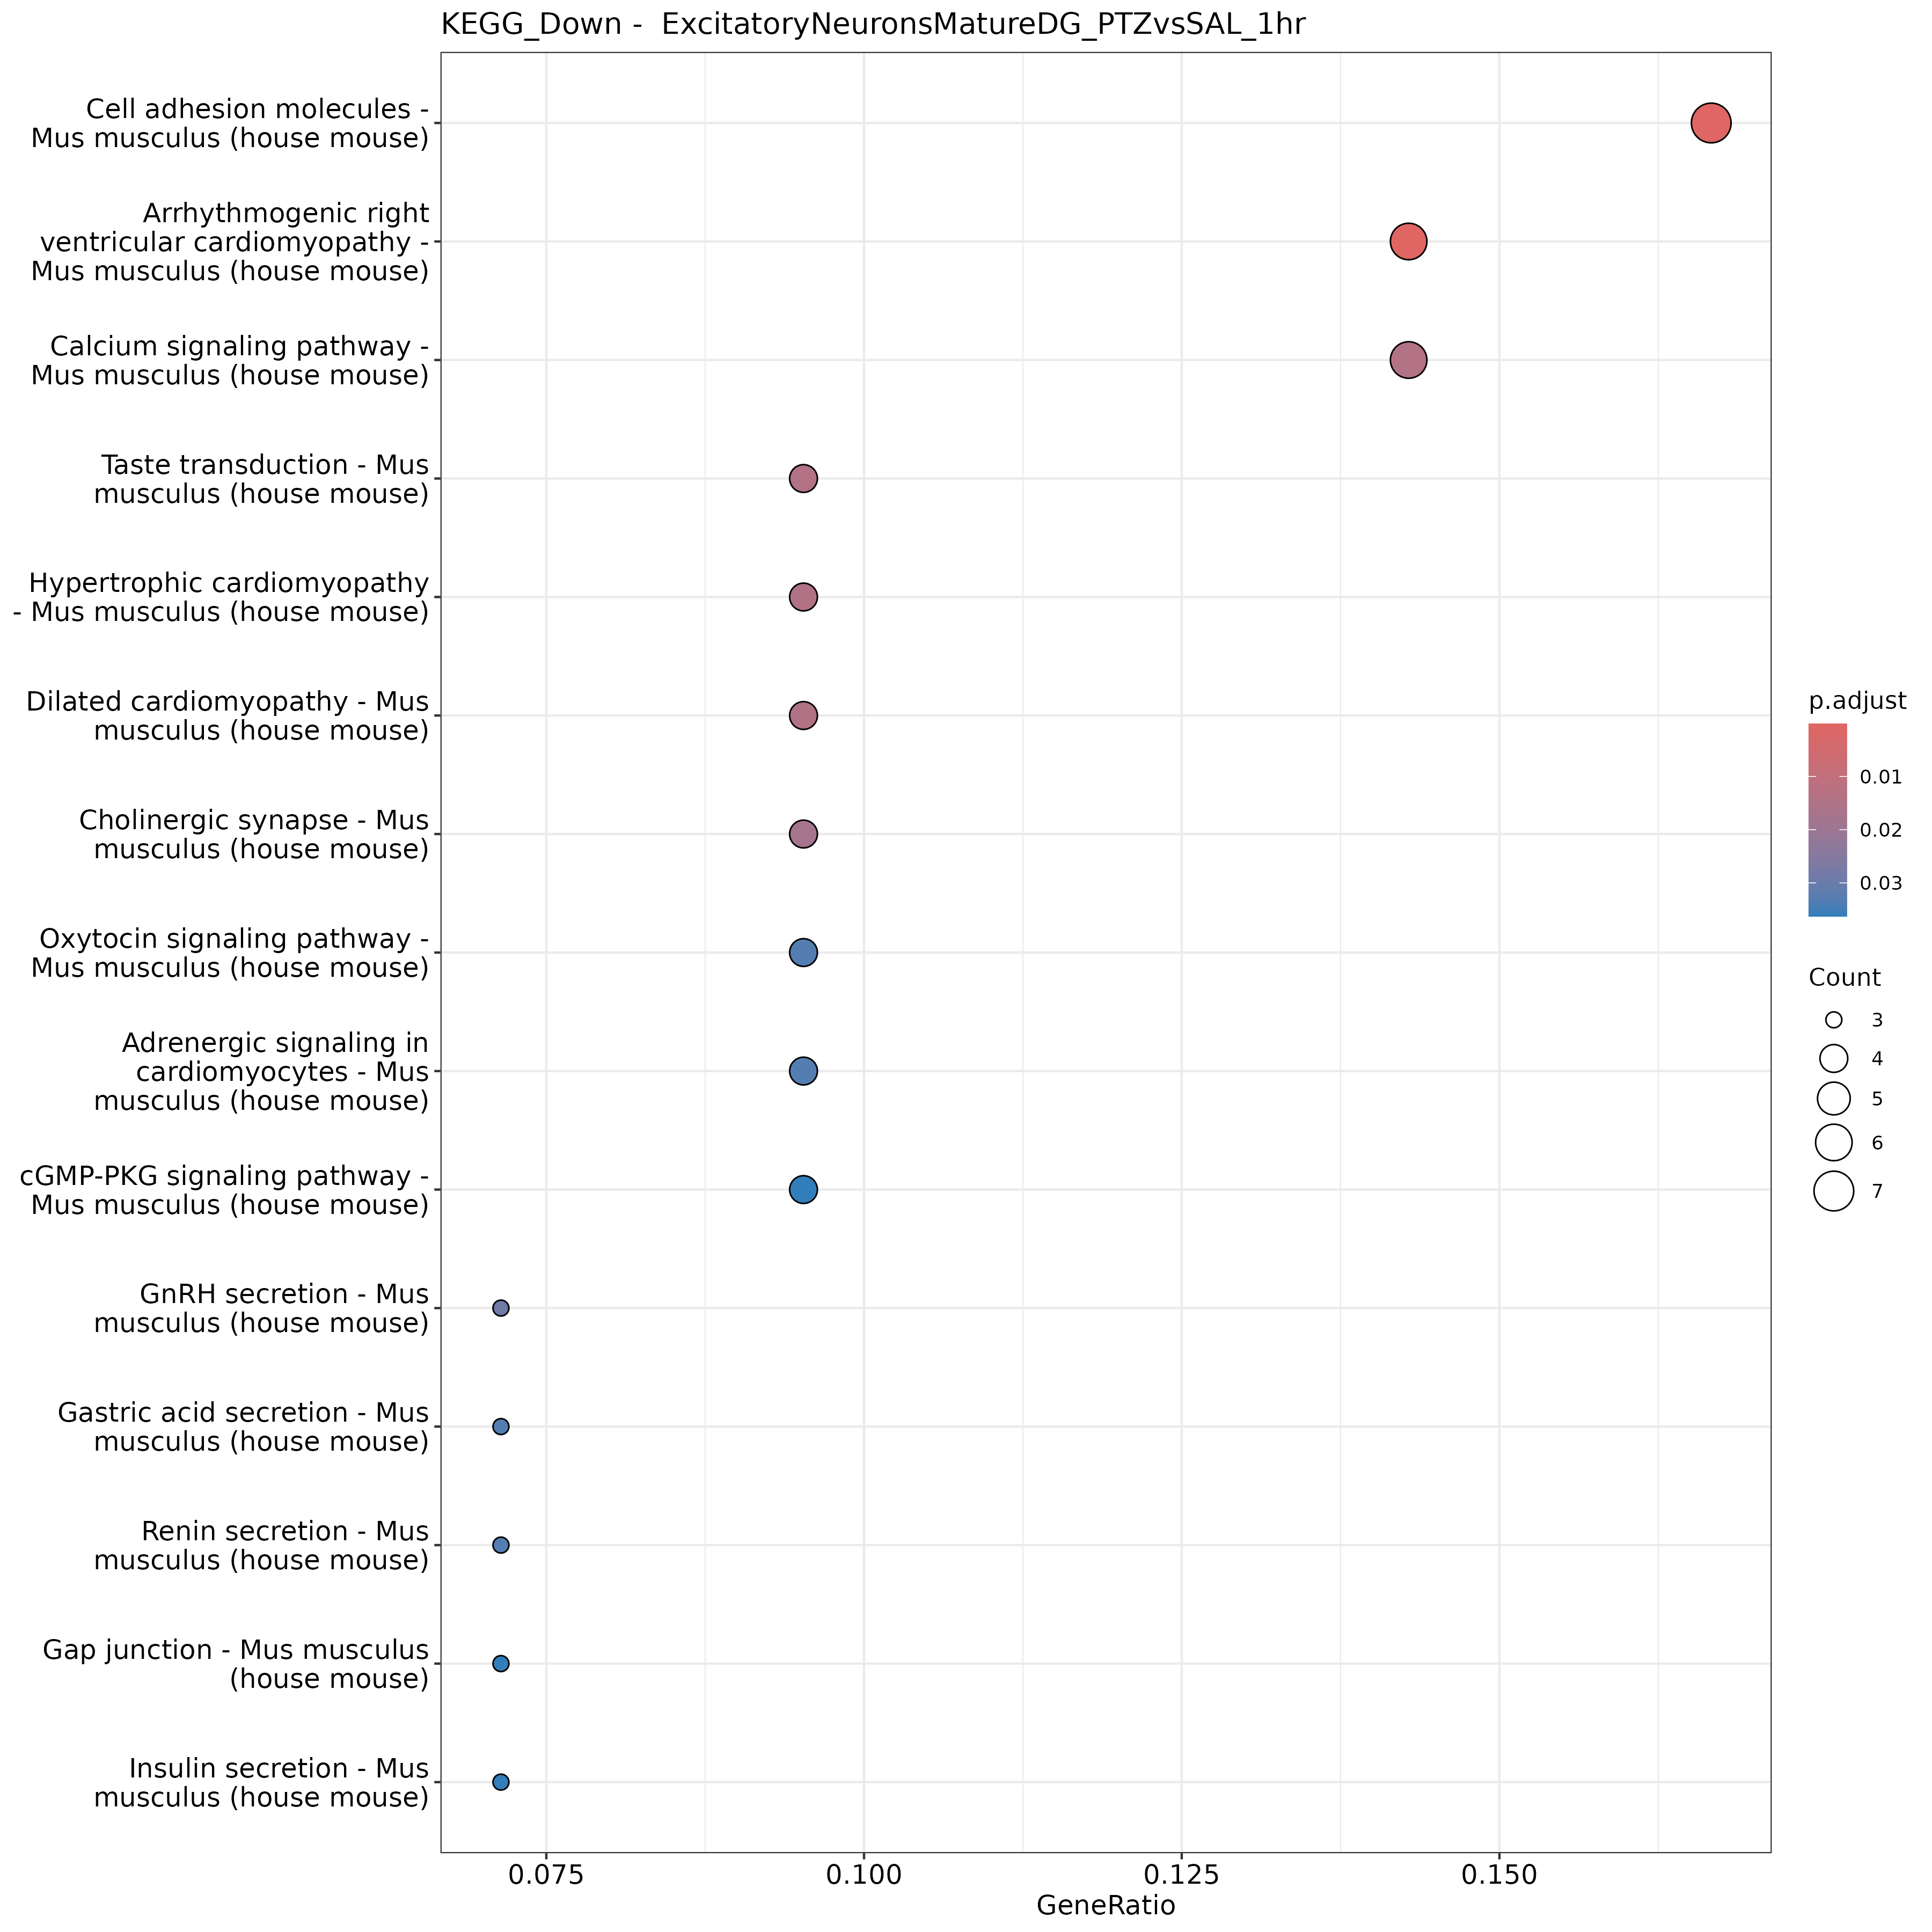 KEGG_Down -  ExcitatoryNeuronsMatureDG_PTZvsSAL_1hr
Cell adhesion molecules -
Mus musculus (house mouse)
Arrhythmogenic right
ventricular cardiomyopathy -
Mus musculus (house mouse)
Calcium signaling pathway -
Mus musculus (house mouse)
Taste transduction - Mus
musculus (house mouse)
Hypertrophic cardiomyopathy
- Mus musculus (house mouse)
Dilated cardiomyopathy - Mus
musculus (house mouse)
Cholinergic synapse - Mus
musculus (house mouse)
Oxytocin signaling pathway -
Mus musculus (house mouse)
Adrenergic signaling in
cardiomyocytes - Mus
musculus (house mouse)
cGMP-PKG signaling pathway -
Mus musculus (house mouse)
GnRH secretion - Mus
musculus (house mouse)
Gastric acid secretion - Mus
musculus (house mouse)
Renin secretion - Mus
musculus (house mouse)
Gap junction - Mus musculus
(house mouse)
Insulin secretion - Mus
musculus (house mouse)
0.075
0.100
0.125
0.150
GeneRatio
p.adjust
0.01
0.02
0.03
Count
3
4
5
6
7